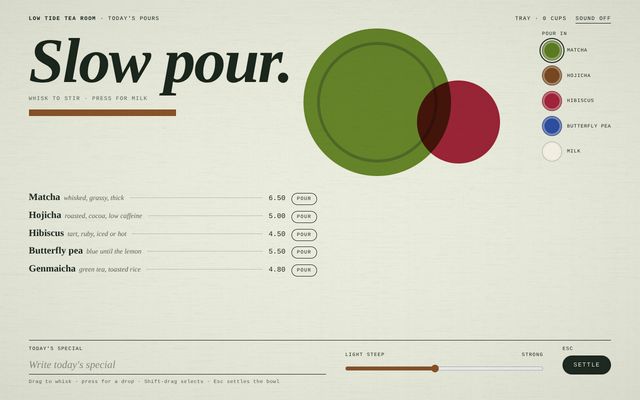 LOW TIDE TEA ROOM · TODAY'S POURS
TRAY · 0 CUPS SOUND OFF
Slow pour.
WHISK TO STIR · PRESS FOR MILK
POUR IN
MATCHA
HOJICHA
HIBISCUS
BUTTERFLY PEA
MILK
Matcha whisked, grassy, thick 6.50 POUR
Hojicha roasted, cocoa, low caffeine 5.00 POUR
Hibiscus tart, ruby, iced or hot 4.50 POUR
Butterfly pea blue until the lemon 5.50 POUR
Genmaicha green tea, toasted rice 4.80 POUR
TODAY'S SPECIAL
Write today's special
Drag to whisk · press for a drop · Shift-drag selects · Esc settles the bowl
LIGHT STEEP STRONG
ESC
SETTLE